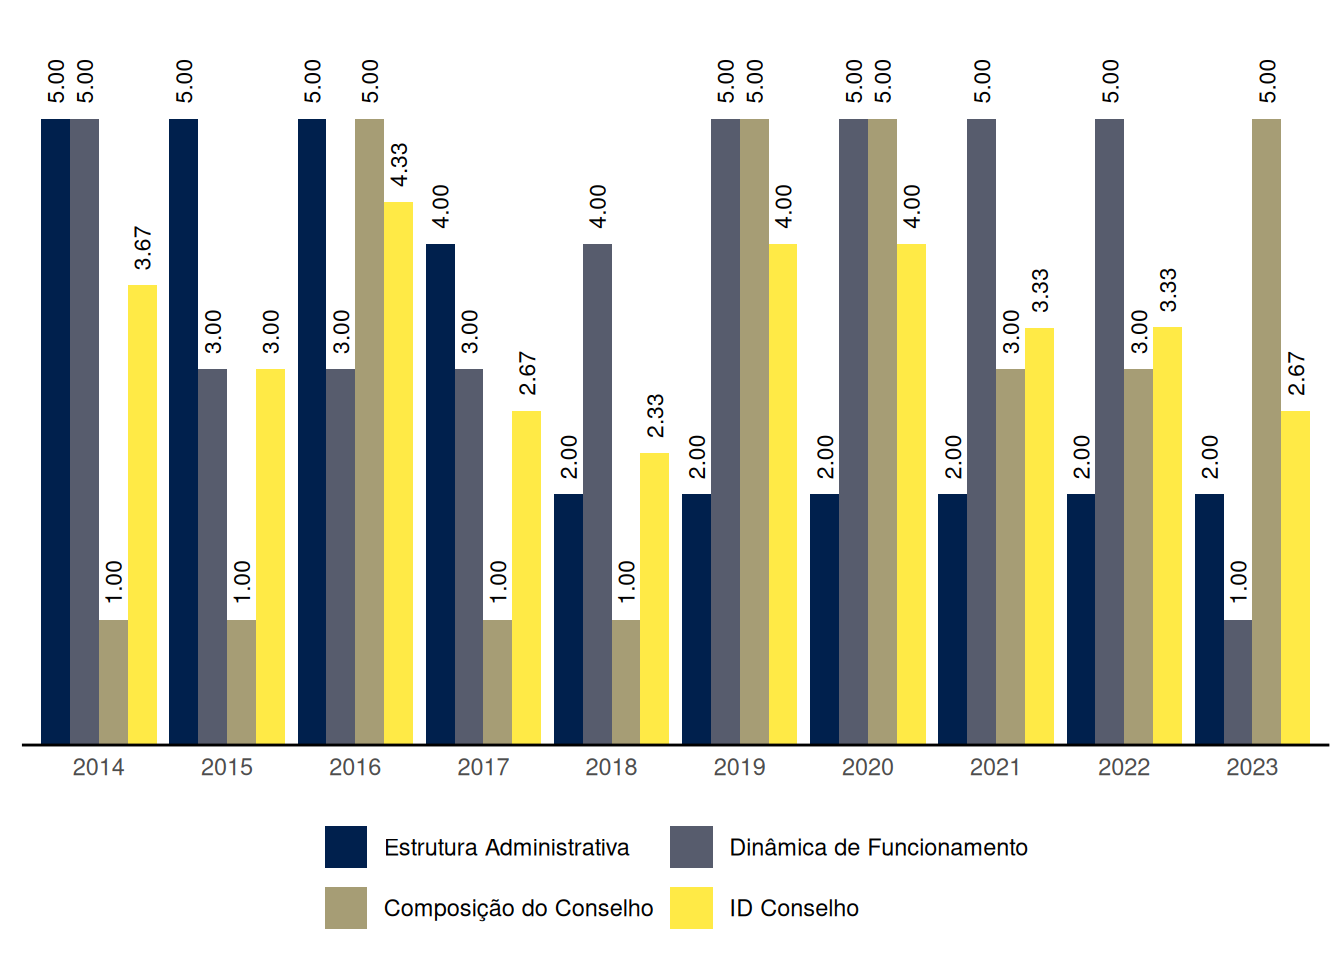 5.00 5.00 1.00 3.67
5.00 3.00 1.00 3.00
5.00 3.00 5.00 4.33
4.00 3.00 1.00 2.67
2.00 4.00 1.00 2.33
2.00 5.00 5.00 4.00
2.00 5.00 5.00 4.00
2.00 5.00 3.00 3.33
2.00 5.00 3.00 3.33
2.00 1.00 5.00 2.67
2014 2015 2016 2017 2018 2019 2020 2021 2022 2023
Estrutura Administrativa Dinâmica de Funcionamento
Composição do Conselho ID Conselho